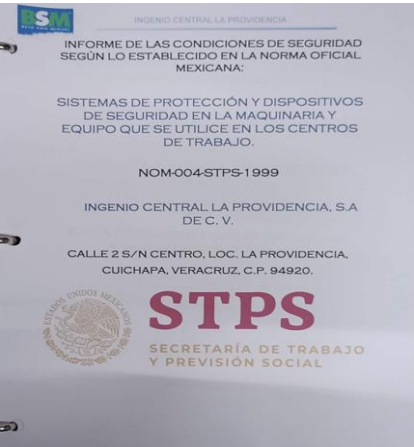 BSM
INGENIO CENTRAL LA PROVIDENCIA
INFORME DE LAS CONDICIONES DE SEGURIDAD
SEGÚN LO ESTABLECIDO EN LA NORMA OFICIAL
MEXICANA:
SISTEMAS DE PROTECCIÓN Y DISPOSITIVOS
DE SEGURIDAD EN LA MAQUINARIA Y
EQUIPO QUE SE UTILICE EN LOS CENTROS
DE TRABAJO.
NOM-004-STPS-1999
INGENIO CENTRAL LA PROVIDENCIA, S.A
DE C. V.
CALLE 2 S/N CENTRO, LOC. LA PROVIDENCIA,
CUICHAPA, VERACRUZ, C.P. 94920.
ESTADOS UNIDOS MEXICANOS
STPS
SECRETARÍA DE TRABAJO
Y PREVISIÓN SOCIAL